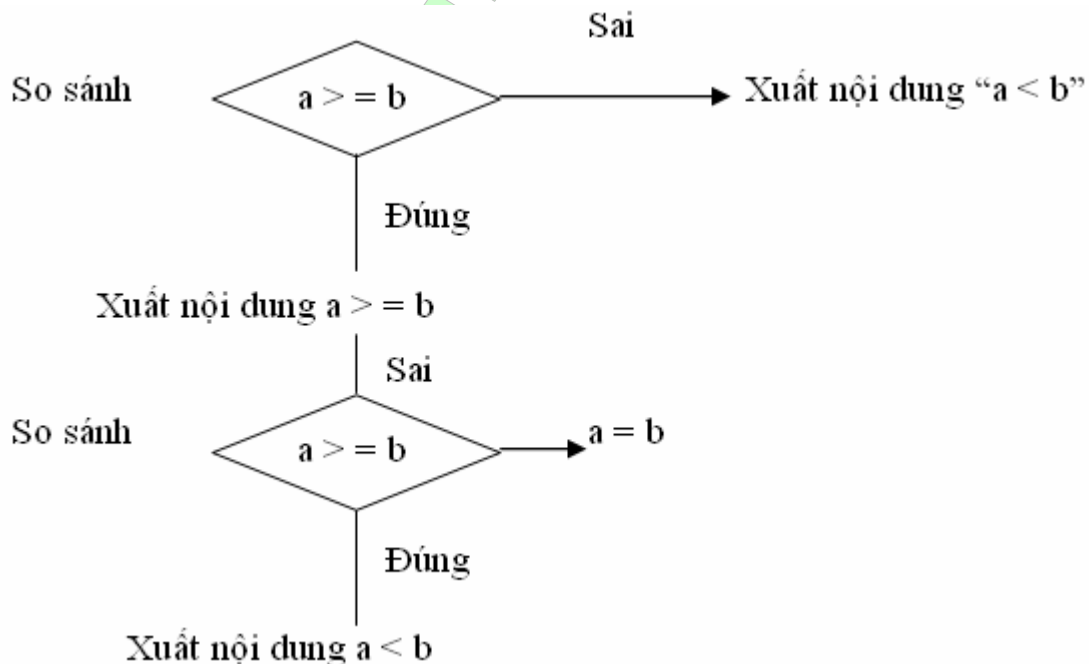 Sai
So sánh a > = b Xuất nội dung “a < b”
Đúng
Xuất nội dung a > = b
Sai
So sánh a > = b a = b
Đúng
Xuất nội dung a < b